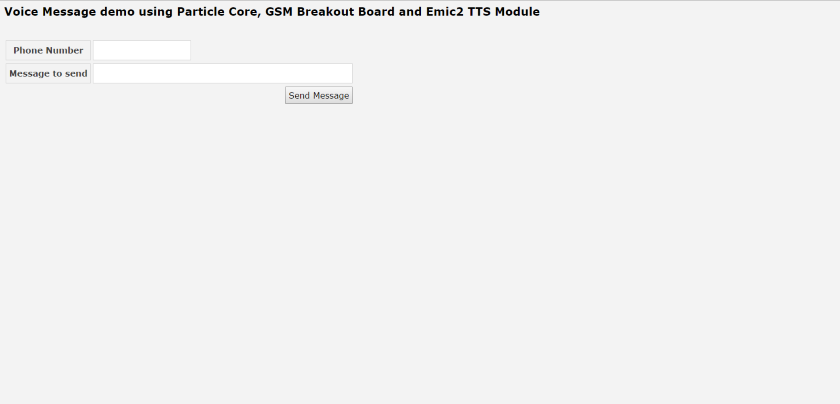 Voice Message demo using Particle Core, GSM Breakout Board and Emic2 TTS Module
Phone Number
Message to send
Send Message